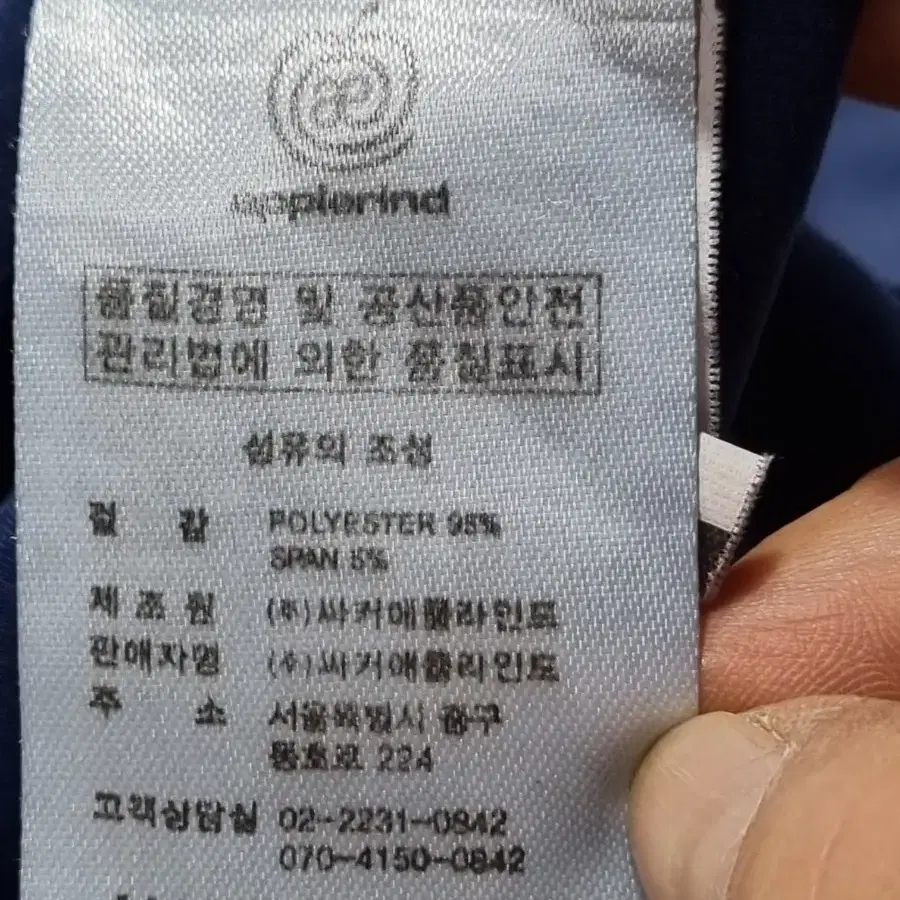 applerind
품질경영 및 공산품안전
관리법에 의한 품질표시
섬유의 조성
겉 감 POLYESTER 95%
SPAN 5%
제 조 원 (주)싸커애플라인드
판매자명 (주)싸커애플라인드
주 소 서울특별시 중구
동호로 224
고객상담실 02-2231-0842
070-4150-0842